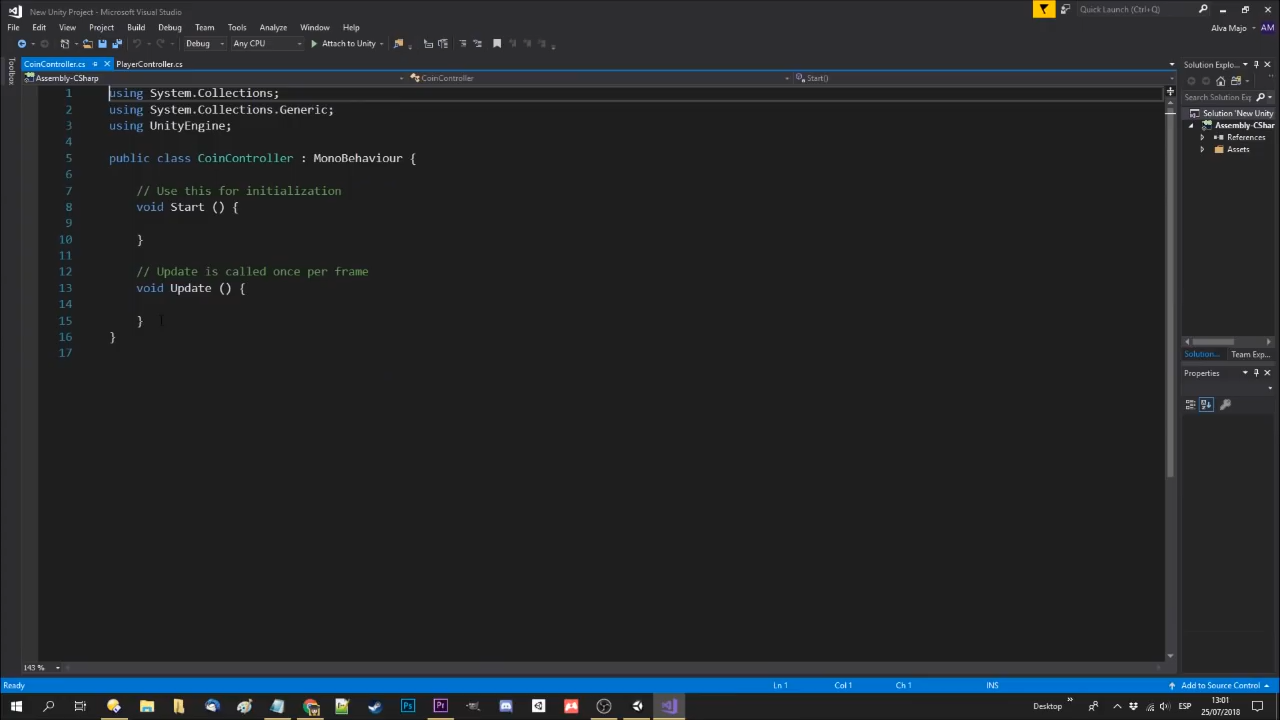 New Unity Project - Microsoft Visual Studio
Quick Launch (Ctrl+Q)
File Edit View Project Build Debug Team Tools Analyze Window Help
Alva Majo AM
Debug Any CPU Attach to Unity
Toolbox
CoinController.cs PlayerController.cs
Assembly-CSharp CoinController Start()
1 using System.Collections;
2 using System.Collections.Generic;
3 using UnityEngine;
4
5 public class CoinController : MonoBehaviour {
6
7 // Use this for initialization
8 void Start () {
9
10 }
11
12 // Update is called once per frame
13 void Update () {
14
15 }
16 }
17
143 %
Solution Explo...
Search Solution Exp
Solution 'New Unity
Assembly-CShar
References
Assets
Solution... Team Exp...
Properties
Ready Ln 1 Col 1 Ch 1 INS Add to Source Control
Ps Pr Desktop ESP 13:01
25/07/2018